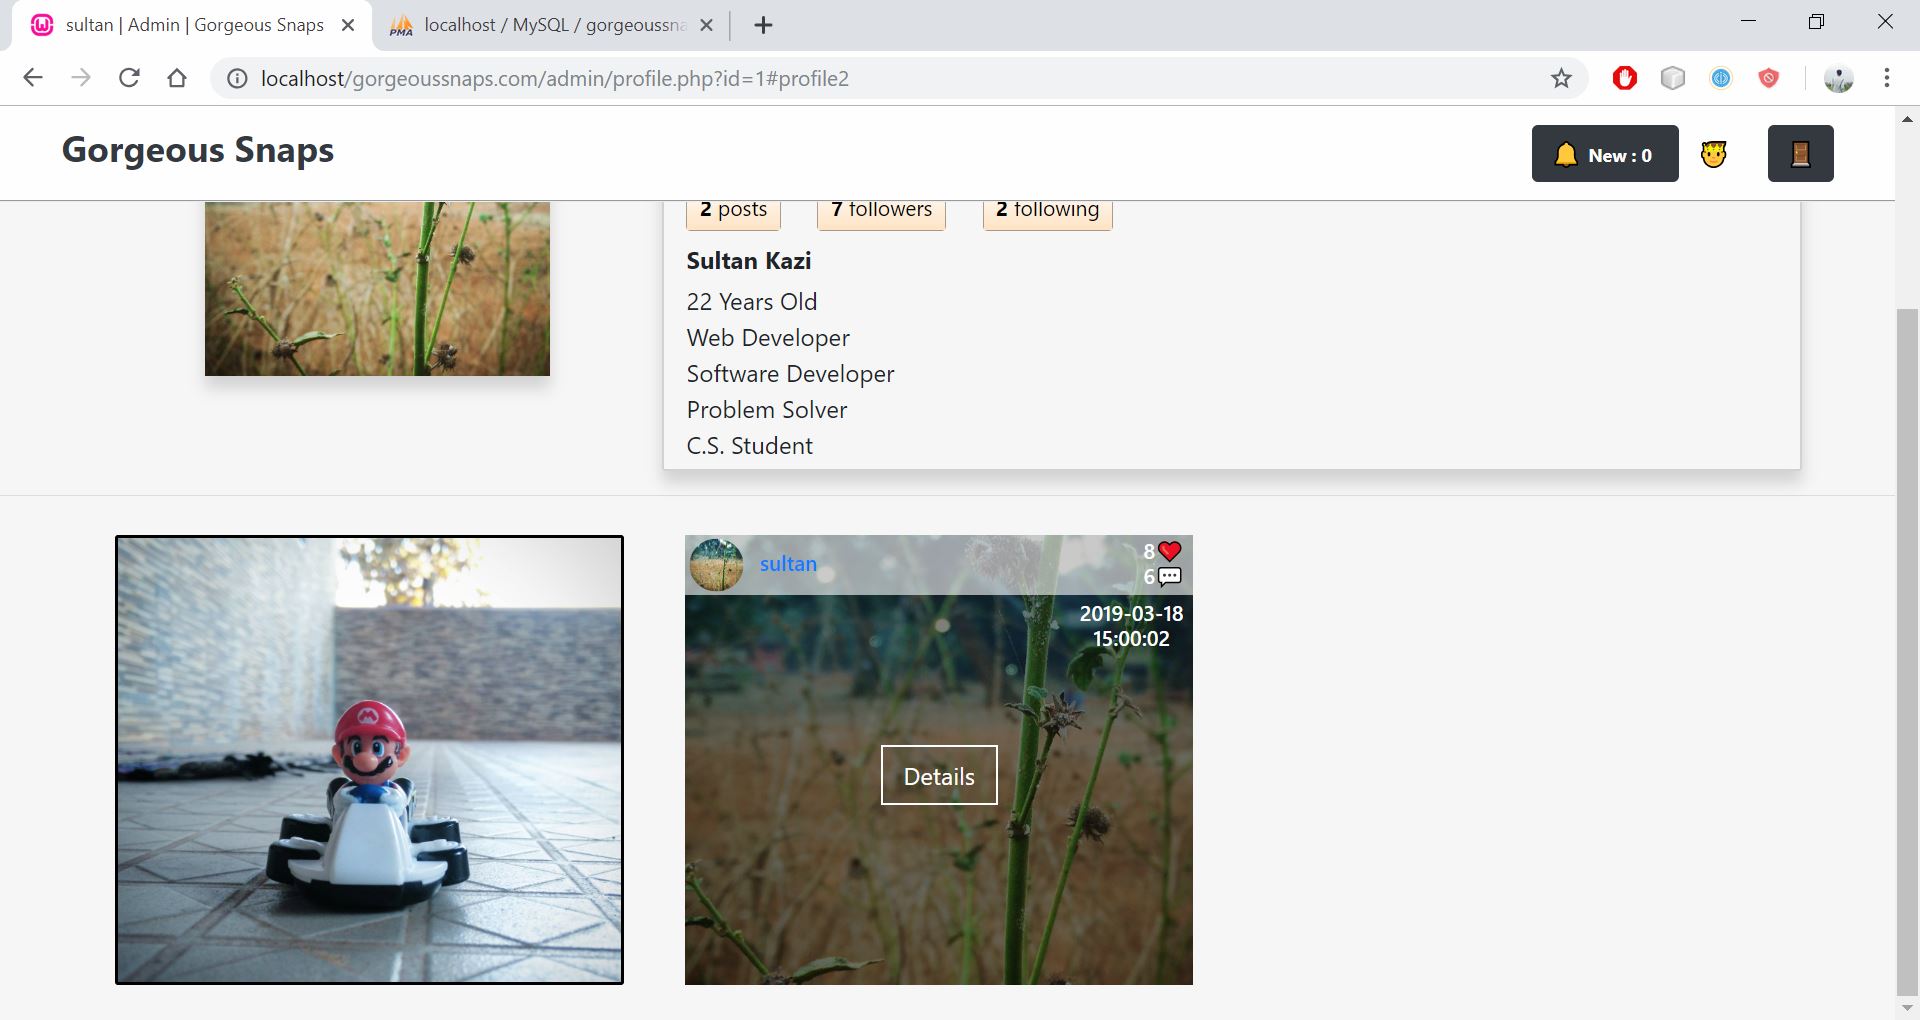 sultan | Admin | Gorgeous Snaps
PMA
localhost / MySQL / gorgeoussna
localhost/gorgeoussnaps.com/admin/profile.php?id=1#profile2
Gorgeous Snaps
New : 0
2 posts
7 followers
2 following
Sultan Kazi
22 Years Old
Web Developer
Software Developer
Problem Solver
C.S. Student
M
sultan
8
6
2019-03-18
15:00:02
Details